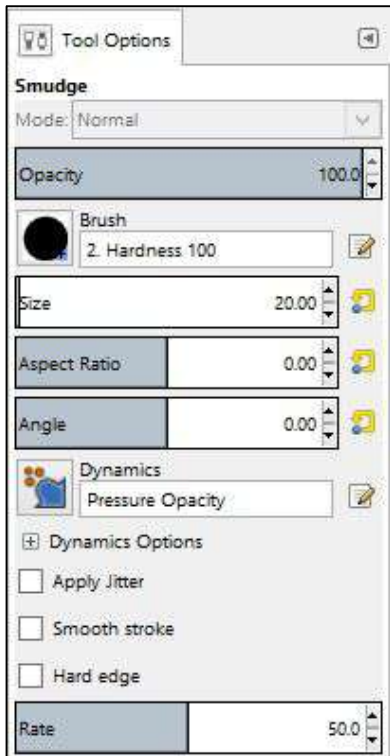 Tool Options
Smudge
Mode: Normal
Opacity 100.0
Brush
2. Hardness 100
Size 20.00
Aspect Ratio 0.00
Angle 0.00
Dynamics
Pressure Opacity
Dynamics Options
Apply Jitter
Smooth stroke
Hard edge
Rate 50.0